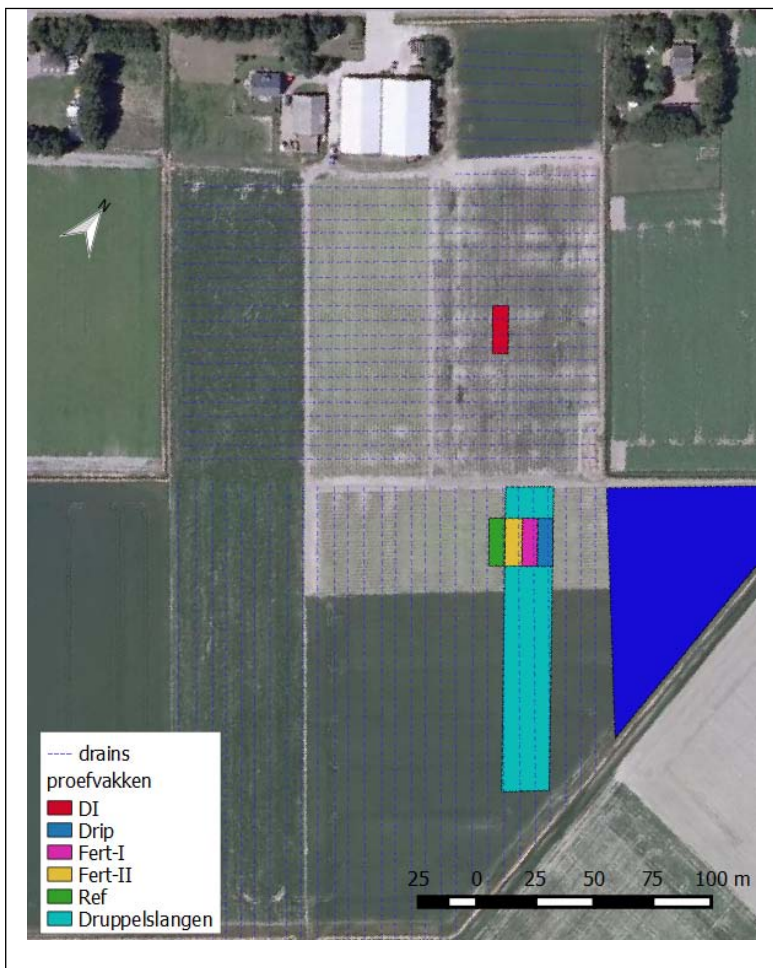 N
drains
proefvakken
DI
Drip
Fert-I
Fert-II
Ref
Druppelslangen
25 0 25 50 75 100 m